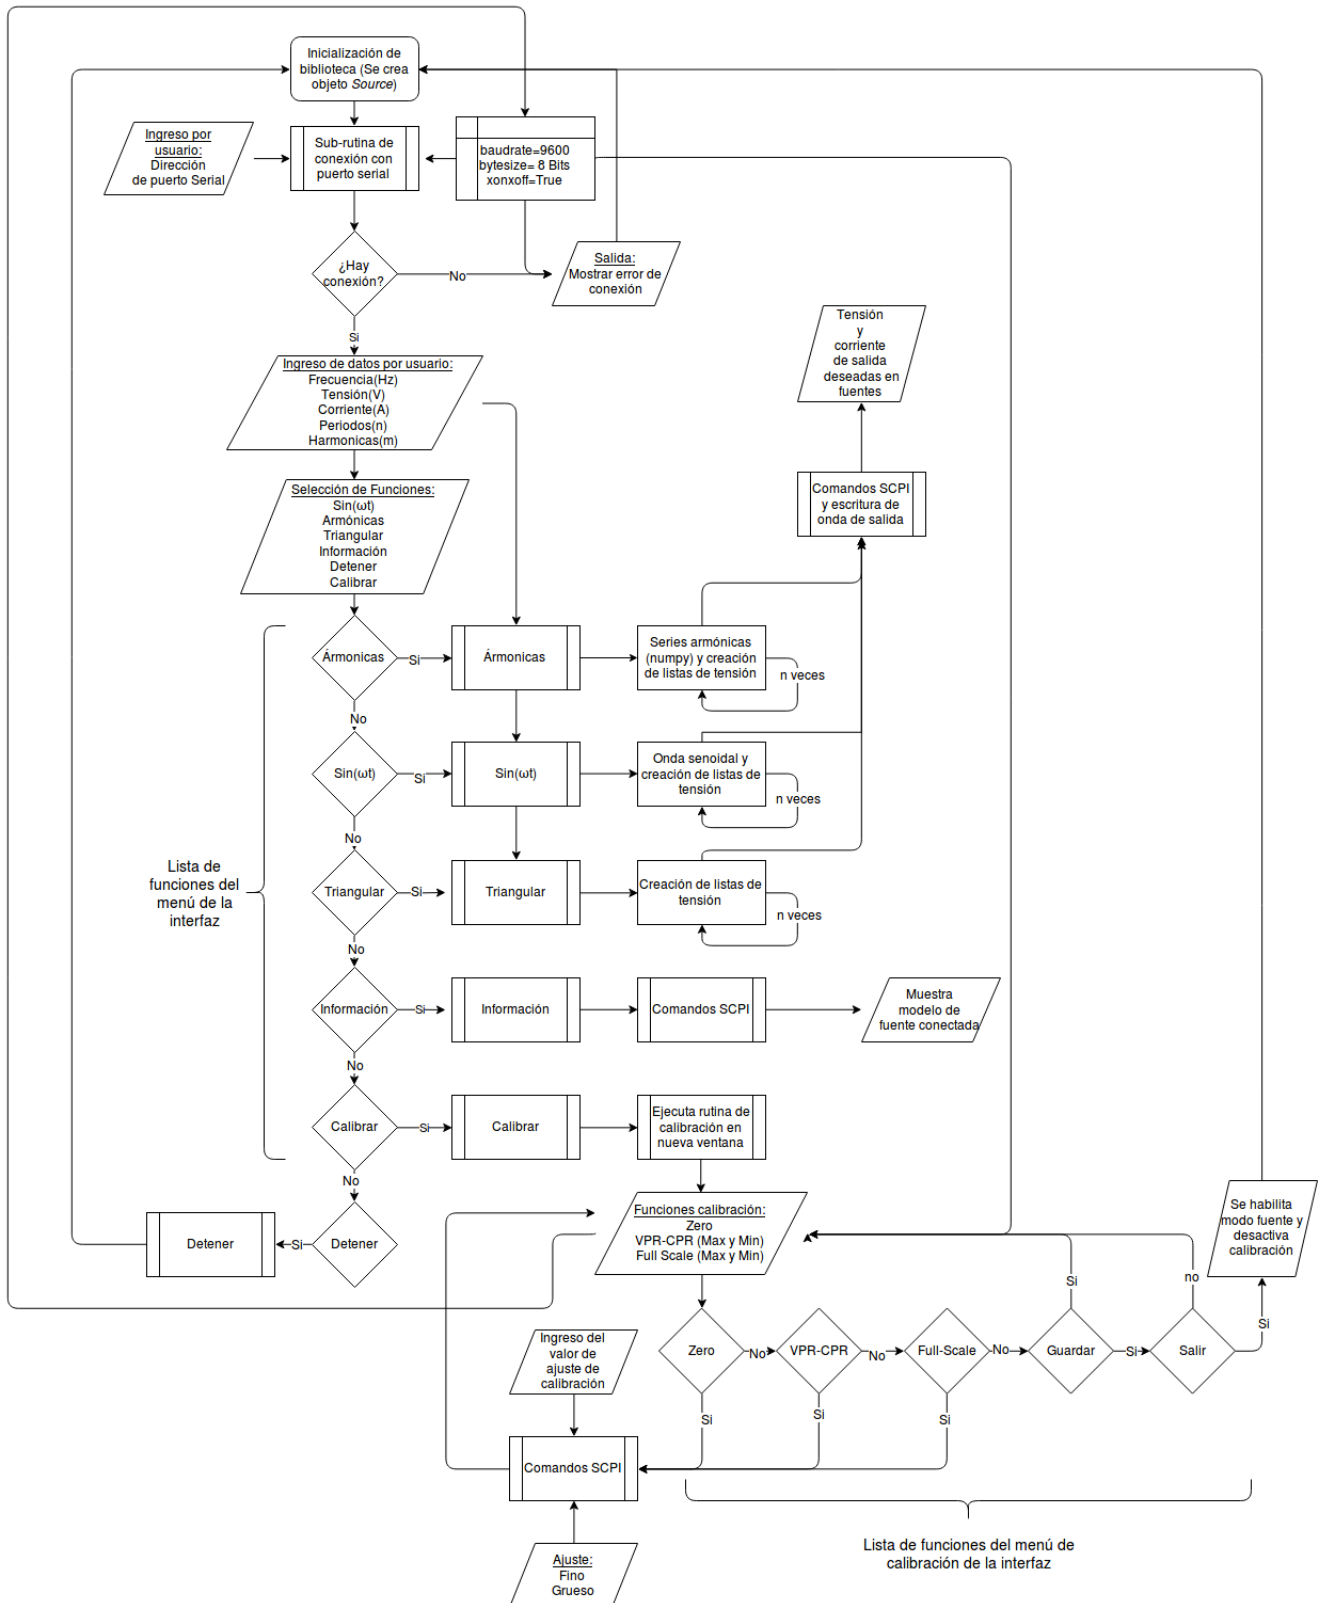 Inicialización de
biblioteca (Se crea
objeto Source)
Ingreso por
usuario:
Dirección
de puerto Serial
Sub-rutina de
conexión con
puerto serial
baudrate=9600
bytesize= 8 Bits
xonxoff=True
¿Hay
conexión?
No
Salida:
Mostrar error de
conexión
Si
Ingreso de datos por usuario:
Frecuencia(Hz)
Tensión(V)
Corriente(A)
Periodos(n)
Harmonicas(m)
Tensión
y
corriente
de salida
deseadas en
fuentes
Selección de Funciones:
Sin(ωt)
Armónicas
Triangular
Información
Detener
Calibrar
Comandos SCPI
y escritura de
onda de salida
Ármonicas
Si
Ármonicas
Series armónicas
(numpy) y creación
de listas de tensión
n veces
No
Sin(ωt)
Si
Sin(ωt)
Onda senoidal y
creación de listas de
tensión
n veces
No
Lista de
funciones del
menú de la
interfaz
Triangular
Si
Triangular
Creación de listas de
tensión
n veces
No
Información
Si
Información
Comandos SCPI
Muestra
modelo de
fuente conectada
No
Calibrar
Si
Calibrar
Ejecuta rutina de
calibración en
nueva ventana
No
Detener
Si
Detener
Funciones calibración:
Zero
VPR-CPR (Max y Min)
Full Scale (Max y Min)
Se habilita
modo fuente y
desactiva
calibración
Si
no
Si
Zero
No
VPR-CPR
No
Full-Scale
No
Guardar
Si
Salir
Ingreso del
valor de
ajuste de
calibración
Si
Si
Si
Comandos SCPI
Ajuste:
Fino
Grueso
Lista de funciones del menú de
calibración de la interfaz